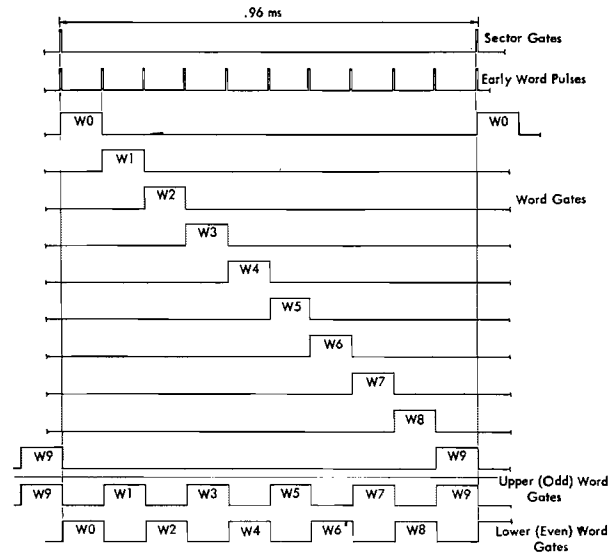 .96 ms
Sector Gates
Early Word Pulses
W0 W0
W1
W2 Word Gates
W3
W4
W5
W6
W7
W8
W9 W9
Upper (Odd) Word
W9 W1 W3 W5 W7 W9 Gates
W0 W2 W4 W6 W8 Lower (Even) Word
Gates